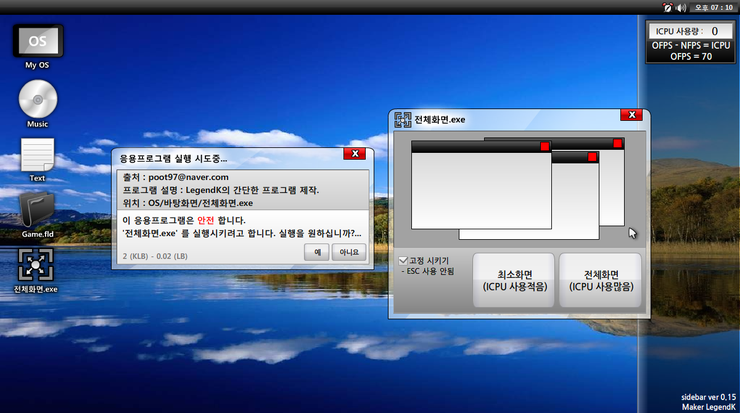 오후 07 : 10
OS
My OS
Music
Text
Game.fld
전체화면.exe
응용프로그램 실행 시도중...
X
출처 : poot97@naver.com
프로그램 설명 : LegendK의 간단한 프로그램 제작.
위치 : OS/바탕화면/전체화면.exe
이 응용프로그램은 안전 합니다.
'전체화면.exe' 를 실행시키려고 합니다. 실행을 원하십니까?...
2 (KLB) - 0.02 (LB)
예
아니요
전체화면.exe
X
고정 시키기
- ESC 사용 안됨
최소화면
(ICPU 사용적음)
전체화면
(ICPU 사용많음)
ICPU 사용량 : 0
OFPS - NFPS = ICPU
OFPS = 70
sidebar ver 0.15
Maker LegendK